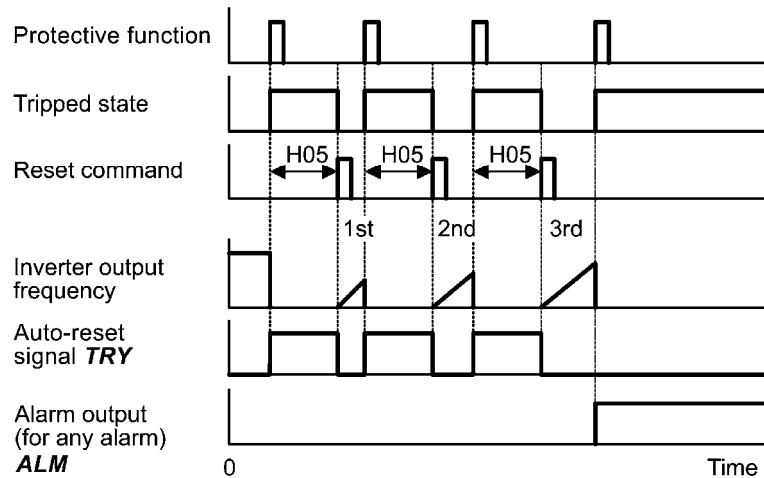 Protective function
Tripped state
H05 H05 H05
Reset command
1st 2nd 3rd
Inverter output
frequency
Auto-reset
signal TRY
Alarm output
(for any alarm)
ALM
0 Time